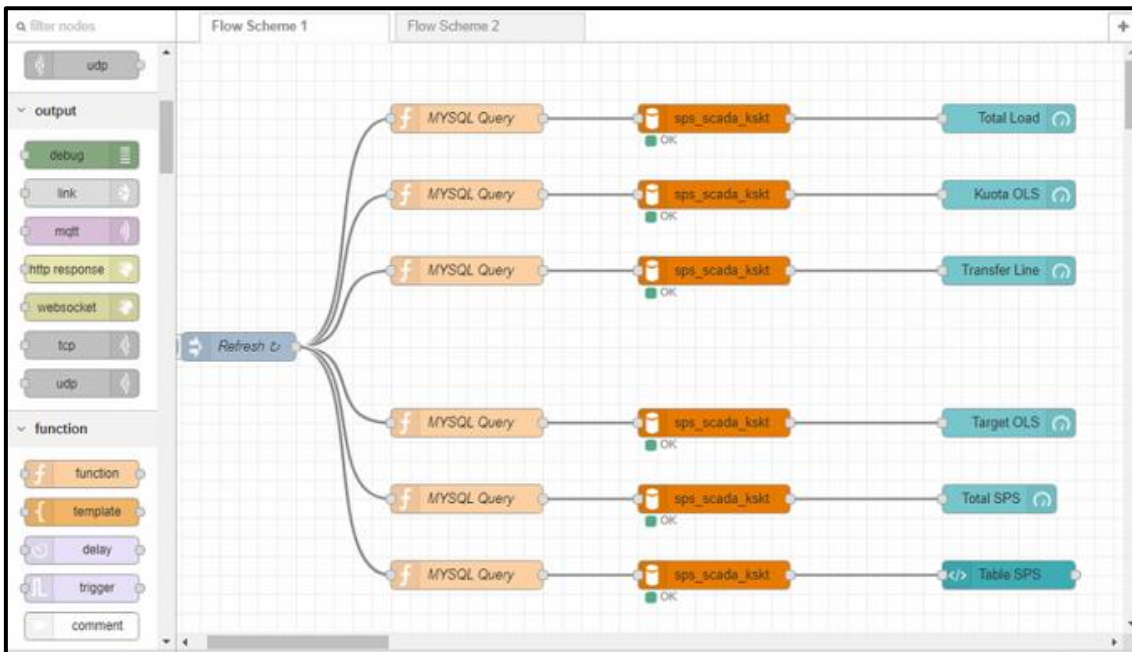 filter nodes
Flow Scheme 1
Flow Scheme 2
udp
output
debug
link
mqtt
http response
websocket
tcp
udp
function
function
template
delay
trigger
comment
Refresh ↻
MYSQL Query
sps_scada_kskt
OK
Total Load
MYSQL Query
sps_scada_kskt
OK
Kuota OLS
MYSQL Query
sps_scada_kskt
OK
Transfer Line
MYSQL Query
sps_scada_kskt
OK
Target OLS
MYSQL Query
sps_scada_kskt
OK
Total SPS
MYSQL Query
sps_scada_kskt
OK
Table SPS